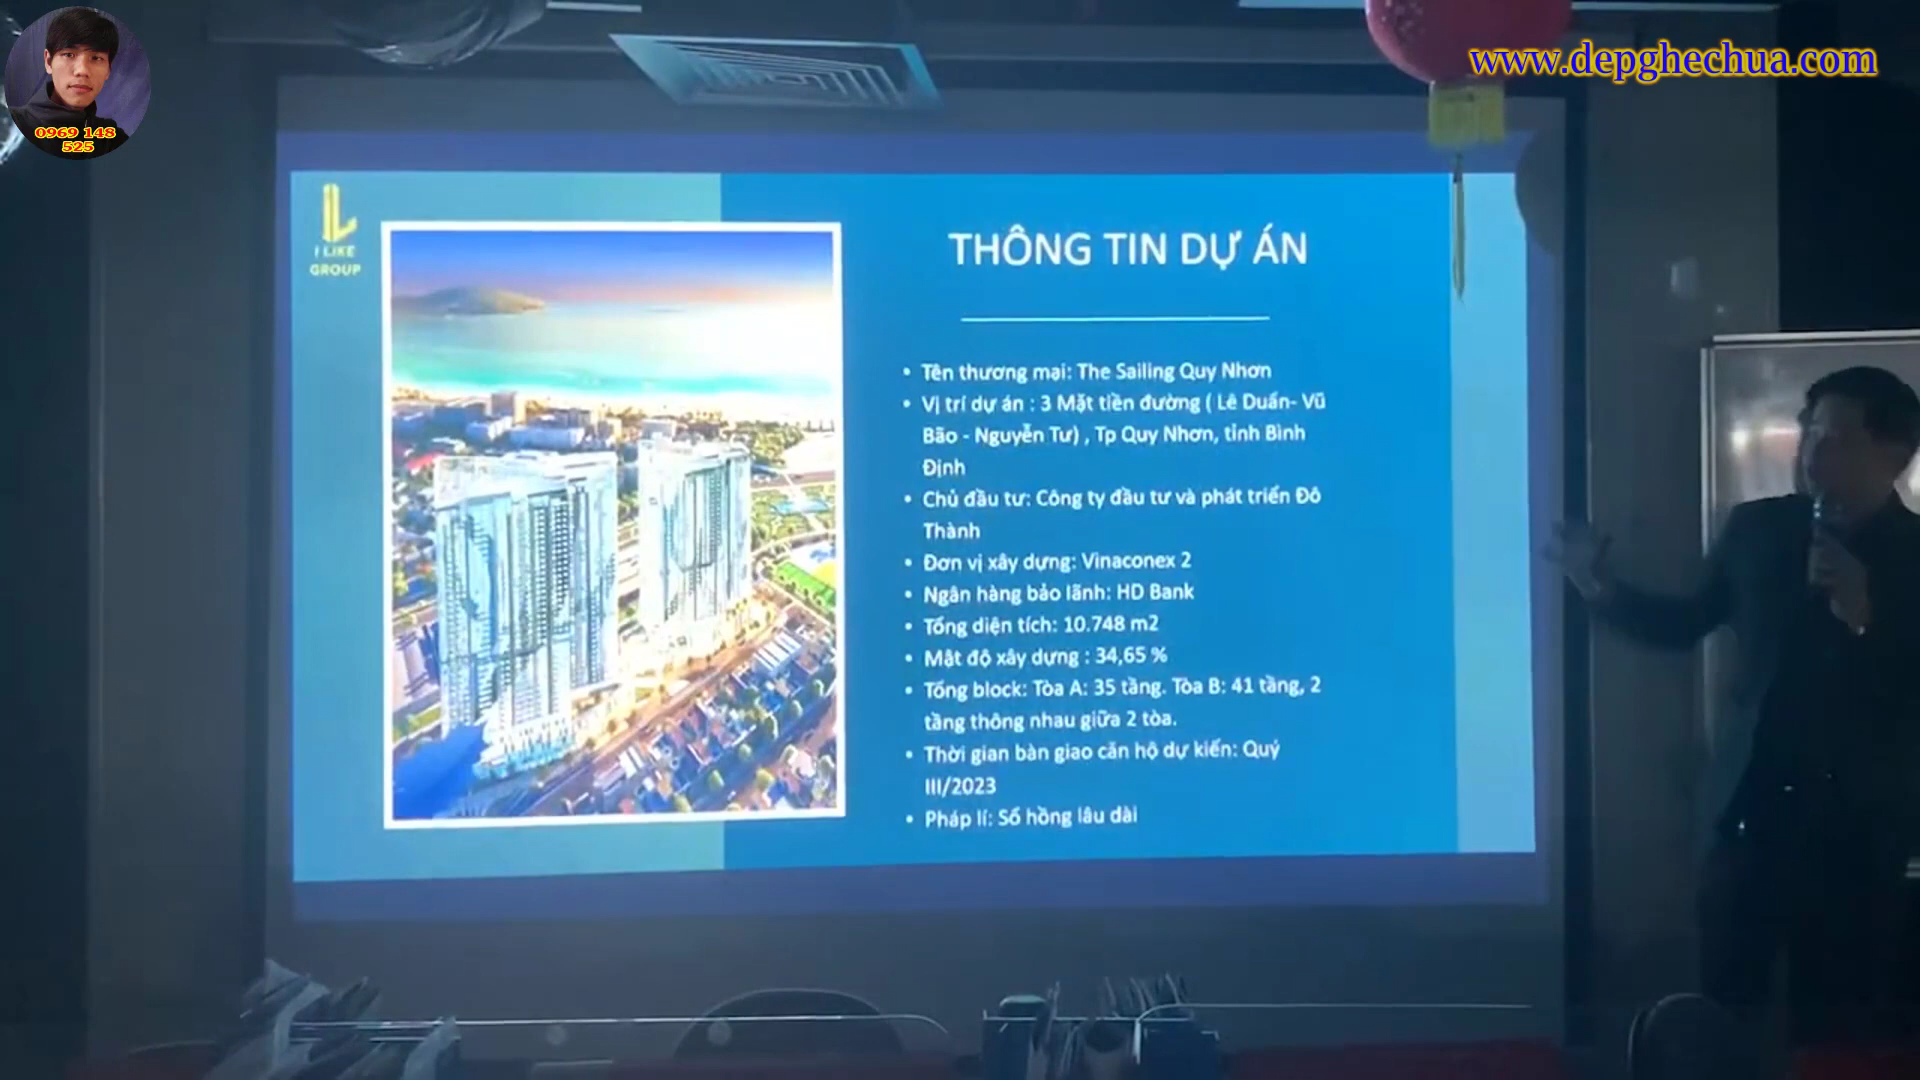 0969 148
525
www.depghechua.com
I LIKE
GROUP
THÔNG TIN DỰ ÁN
• Tên thương mại: The Sailing Quy Nhơn
• Vị trí dự án : 3 Mặt tiền đường ( Lê Duẩn- Vũ
Bão - Nguyễn Tư) , Tp Quy Nhơn, tỉnh Bình
Định
• Chủ đầu tư: Công ty đầu tư và phát triển Đô
Thành
• Đơn vị xây dựng: Vinaconex 2
• Ngân hàng bảo lãnh: HD Bank
• Tổng diện tích: 10.748 m2
• Mật độ xây dựng : 34,65 %
• Tổng block: Tòa A: 35 tầng. Tòa B: 41 tầng, 2
tầng thông nhau giữa 2 tòa.
• Thời gian bàn giao căn hộ dự kiến: Quý
III/2023
• Pháp lí: Sổ hồng lâu dài